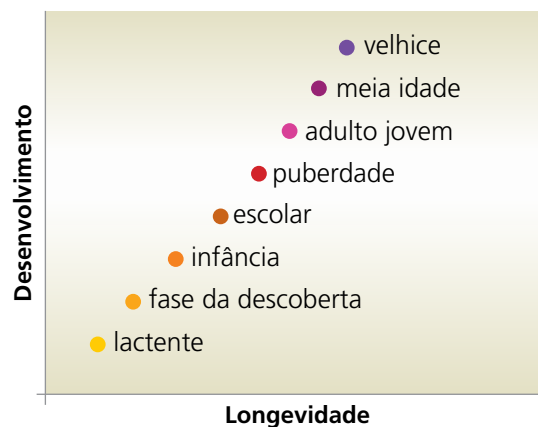 velhice
meia idade
adulto jovem
puberdade
escolar
infância
fase da descoberta
lactente
Desenvolvimento
Longevidade